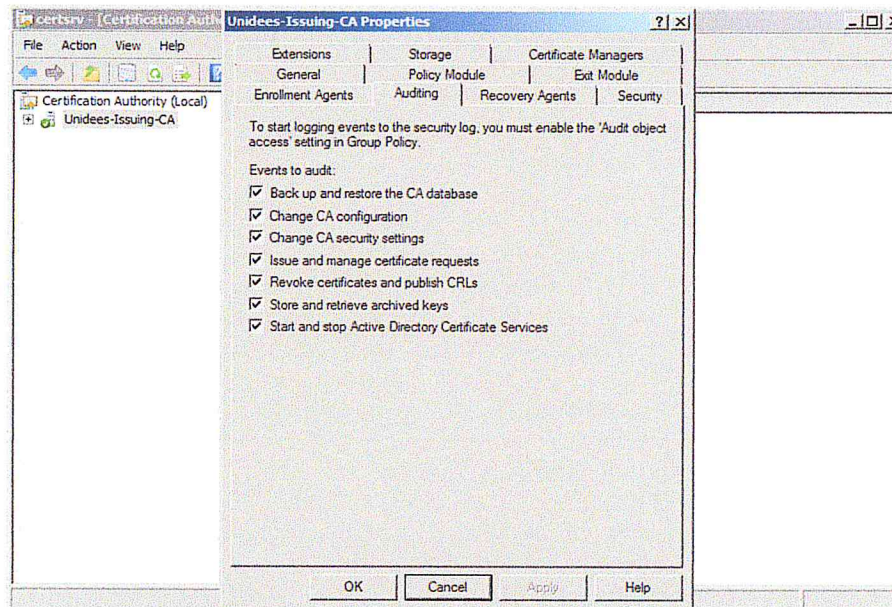 certsrv - [Certification Auth
Unidees-Issuing-CA Properties
File Action View Help
Certification Authority (Local)
Unidees-Issuing-CA
Extensions Storage Certificate Managers
General Policy Module Exit Module
Enrollment Agents Auditing Recovery Agents Security
To start logging events to the security log, you must enable the 'Audit object
access' setting in Group Policy.
Events to audit:
Back up and restore the CA database
Change CA configuration
Change CA security settings
Issue and manage certificate requests
Revoke certificates and publish CRLs
Store and retrieve archived keys
Start and stop Active Directory Certificate Services
OK Cancel Apply Help